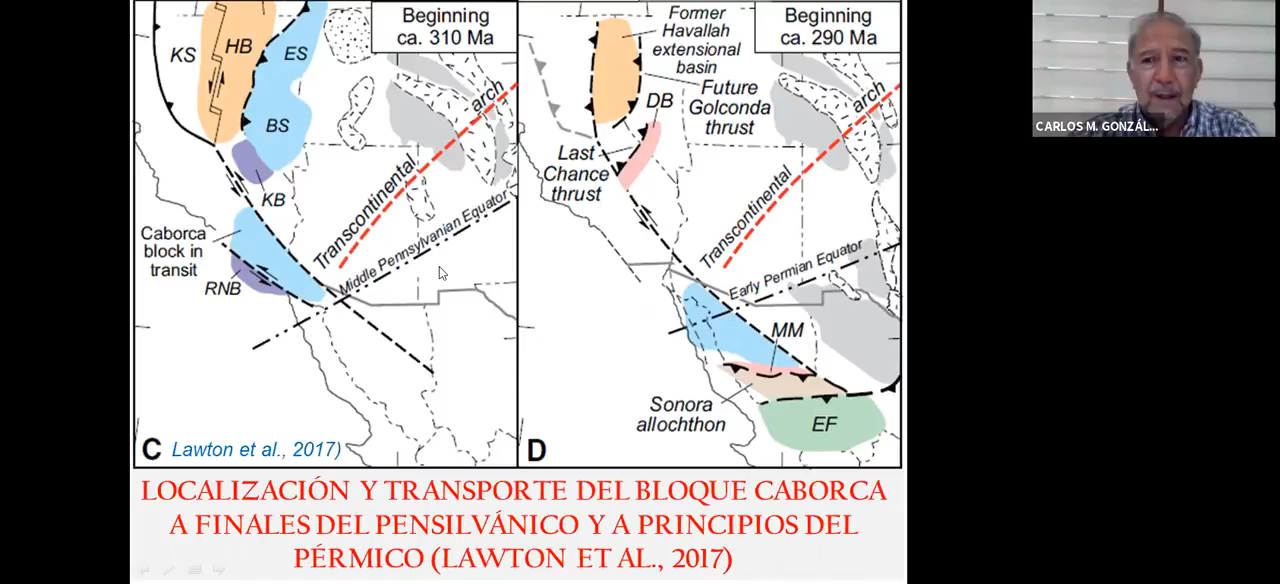 Beginning
ca. 310 Ma
KS
HB
ES
BS
KB
arch
Transcontinental
Middle Pennsylvanian Equator
Caborca
block in
transit
RNB
C
Lawton et al., 2017)
Beginning
ca. 290 Ma
Former
Havallah
extensional
basin
Future
Golconda
thrust
DB
Last
Chance
thrust
arch
Transcontinental
Early Permian Equator
MM
Sonora
allochthon
EF
D
LOCALIZACIÓN Y TRANSPORTE DEL BLOQUE CABORCA
A FINALES DEL PENSILVÁNICO Y A PRINCIPIOS DEL
PÉRMICO (LAWTON ET AL., 2017)
CARLOS M. GONZÁL...